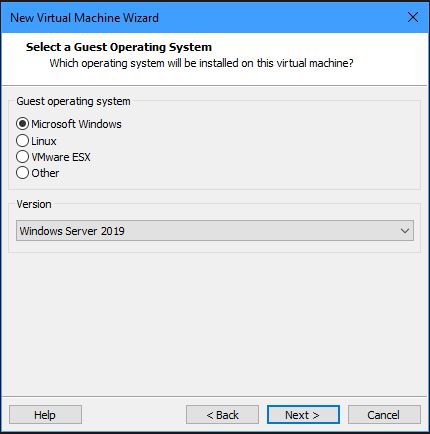 New Virtual Machine Wizard
Select a Guest Operating System
Which operating system will be installed on this virtual machine?
Guest operating system
Microsoft Windows
Linux
VMware ESX
Other
Version
Windows Server 2019
Help
< Back
Next >
Cancel